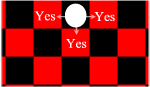 Yes Yes
Yes